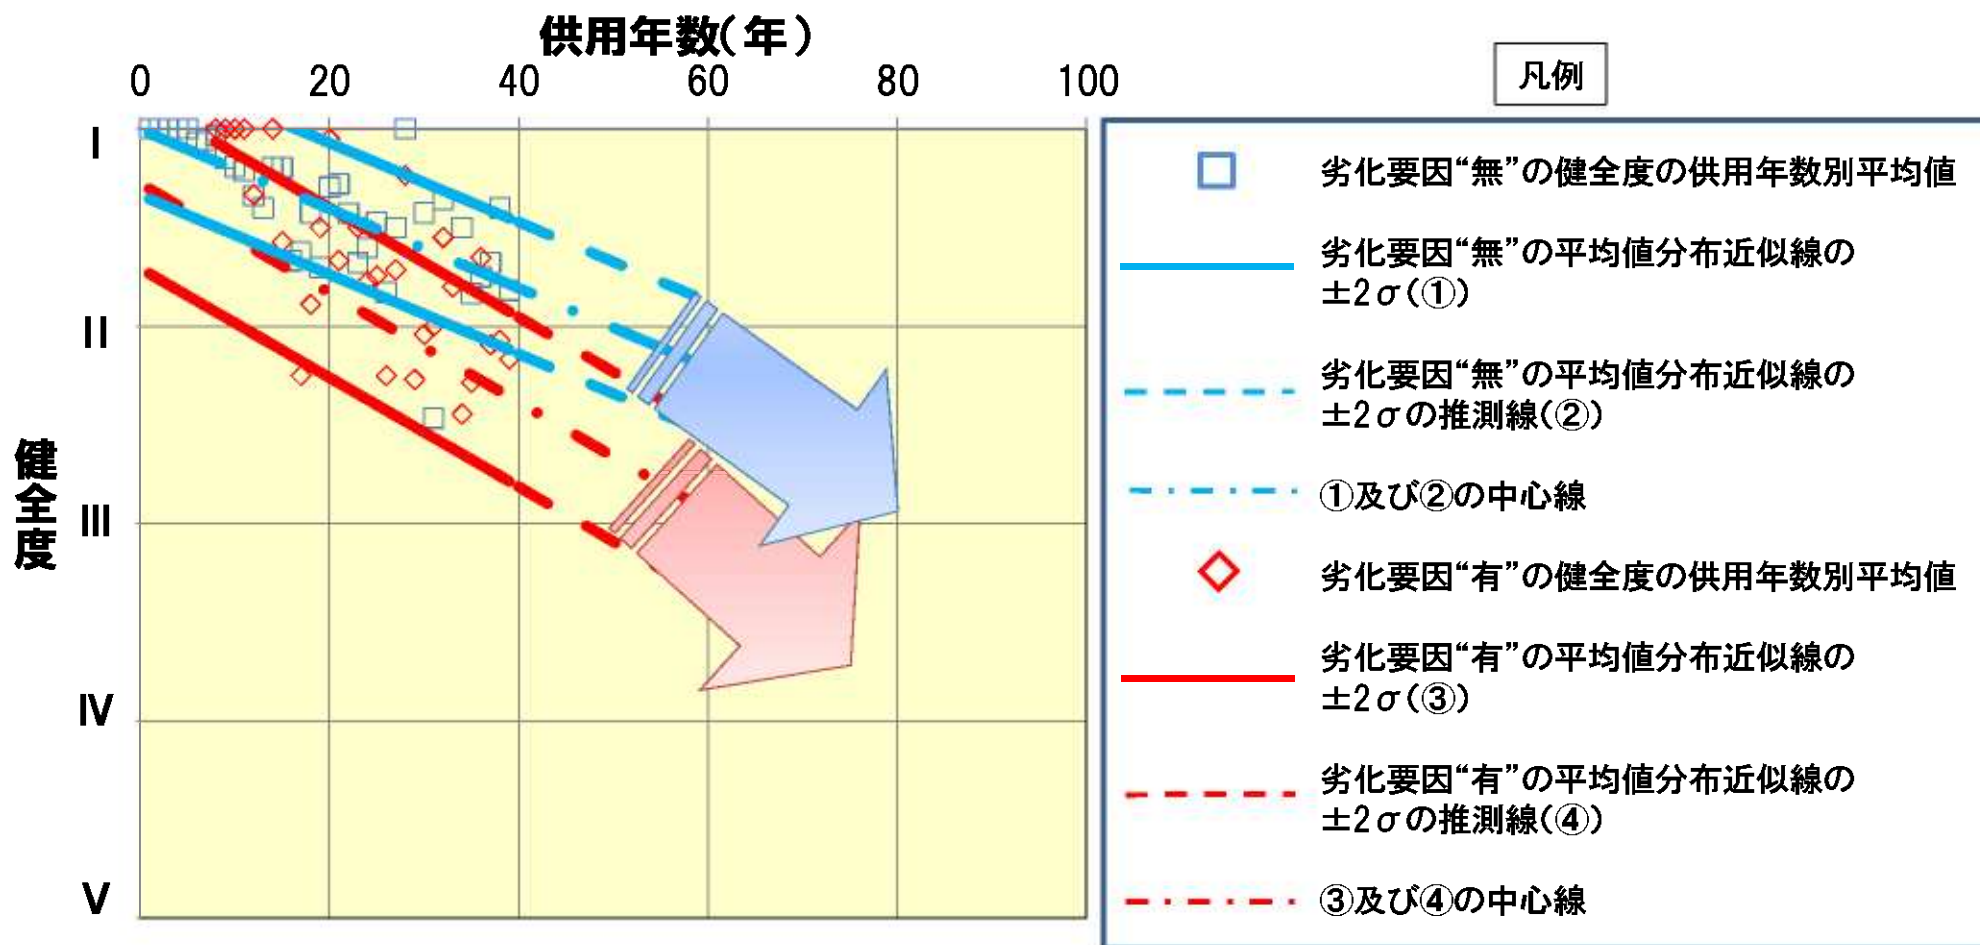 供用年数(年)
0 20 40 60 80 100
健全度
I
II
III
IV
V
凡例
劣化要因“無”の健全度の供用年数別平均値
劣化要因“無”の平均値分布近似線の
±2σ(①)
劣化要因“無”の平均値分布近似線の
±2σの推測線(②)
①及び②の中心線
劣化要因“有”の健全度の供用年数別平均値
劣化要因“有”の平均値分布近似線の
±2σ(③)
劣化要因“有”の平均値分布近似線の
±2σの推測線(④)
③及び④の中心線